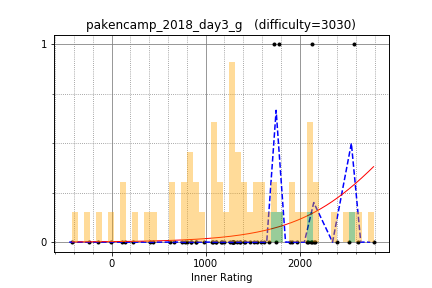 pakencamp_2018_day3_g (difficulty=3030)
1
0
0 1000 2000
Inner Rating